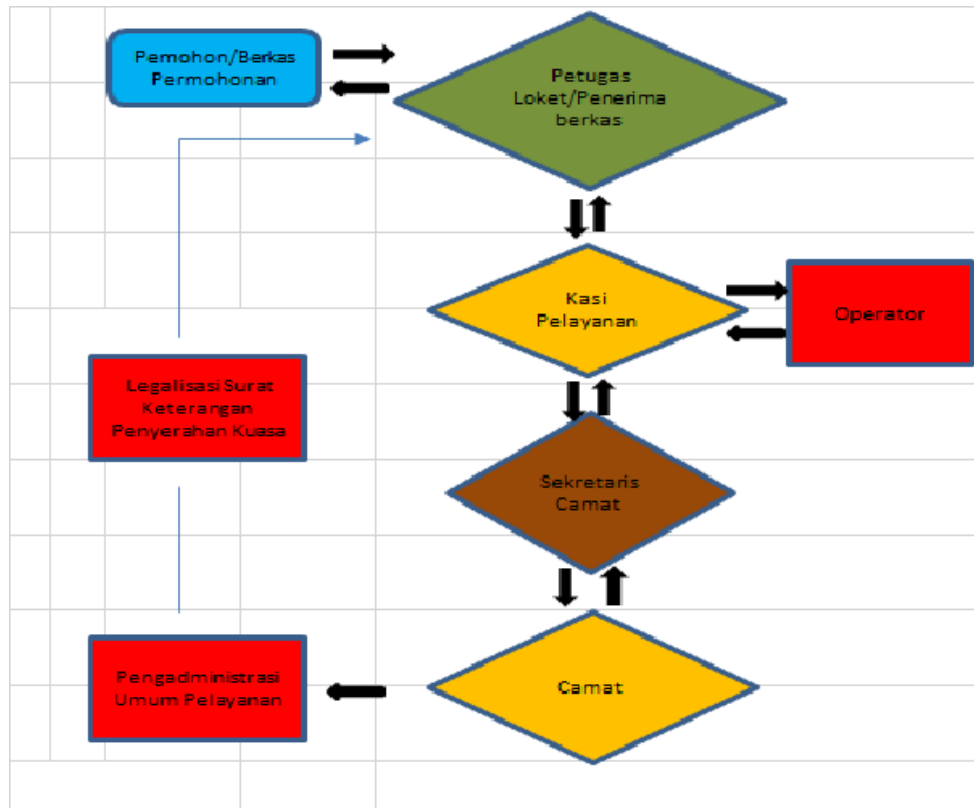 Pemohon/Berkas
Permohonan
Petugas
Loket/Penerima
berkas
Kasi
Pelayanan
Operator
Legalisasi Surat
Keterangan
Penyerahan Kuasa
Sekretaris
Camat
Pengadministrasi
Umum Pelayanan
Camat